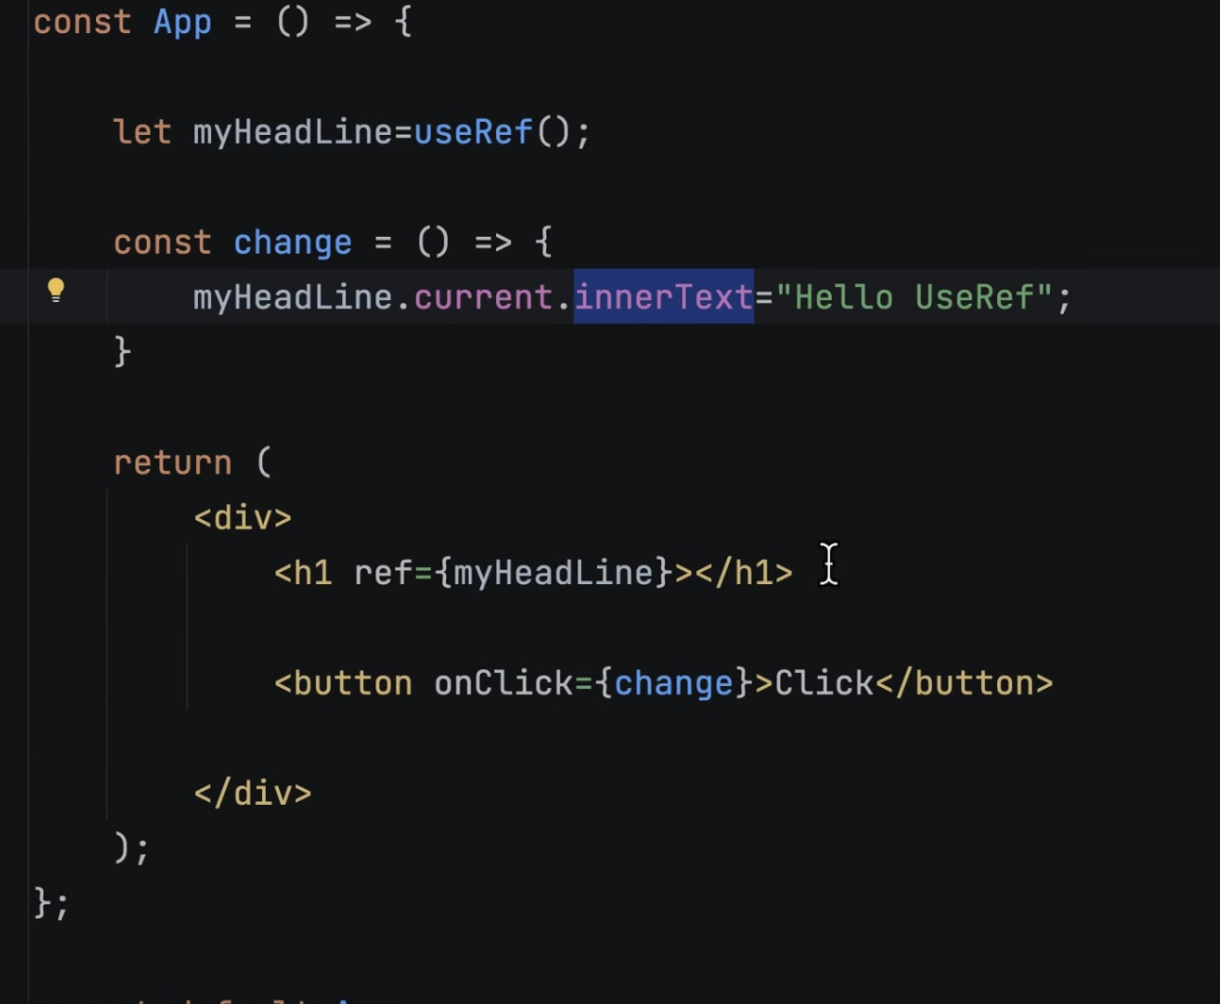 const App = () => {
let myHeadLine=useRef();
const change = () => {
myHeadLine.current.innerText="Hello UseRef";
}
return (
<div>
<h1 ref={myHeadLine}></h1>
<button onClick={change}>Click</button>
</div>
);
};